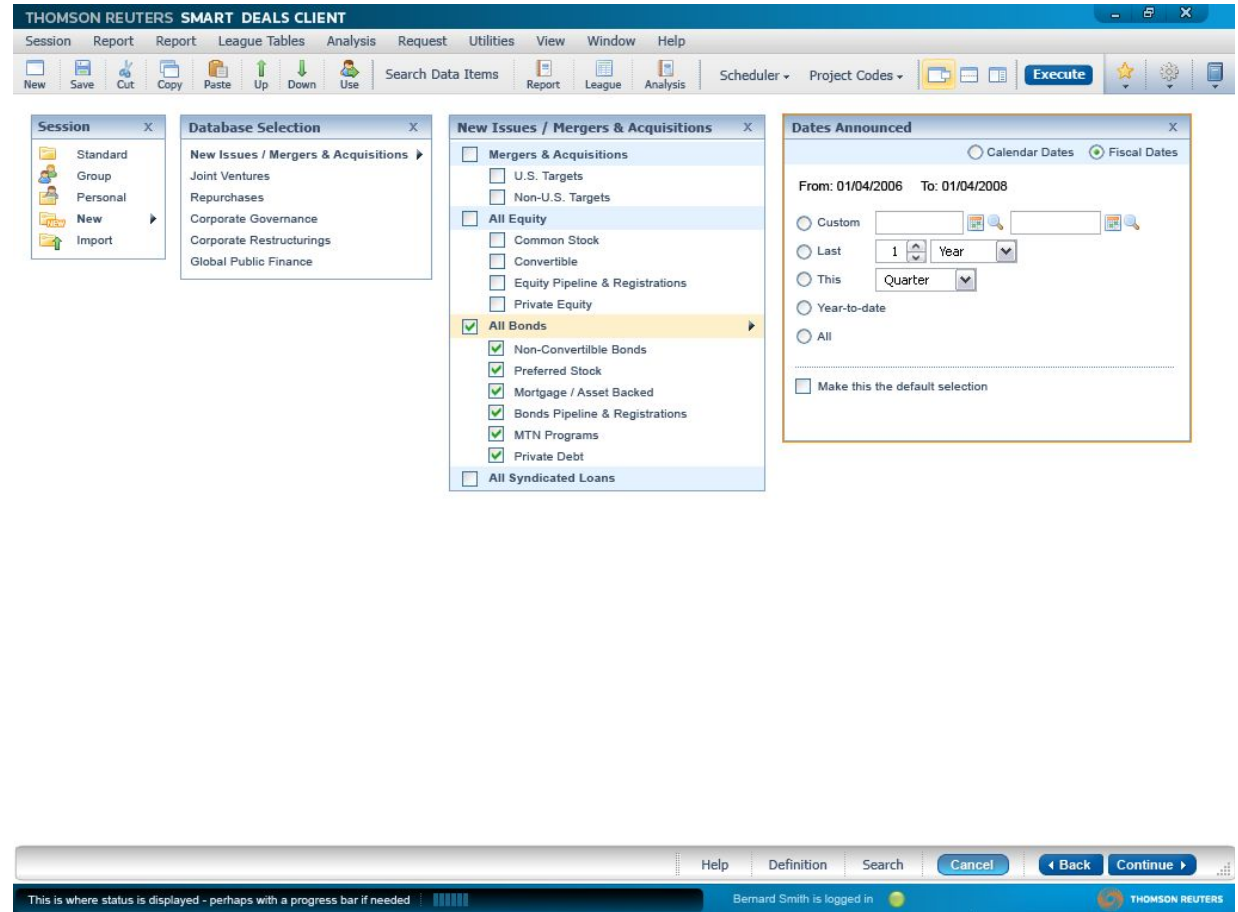 THOMSON REUTERS SMART DEALS CLIENT
Session Report Report League Tables Analysis Request Utilities View Window Help
New Save Cut Copy Paste Up Down Use Search Data Items Report League Analysis Scheduler Project Codes Execute
Session X
Standard
Group
Personal
New
Import
Database Selection X
New Issues / Mergers & Acquisitions
Joint Ventures
Repurchases
Corporate Governance
Corporate Restructurings
Global Public Finance
New Issues / Mergers & Acquisitions X
Mergers & Acquisitions
U.S. Targets
Non-U.S. Targets
All Equity
Common Stock
Convertible
Equity Pipeline & Registrations
Private Equity
All Bonds
Non-Convertilble Bonds
Preferred Stock
Mortgage / Asset Backed
Bonds Pipeline & Registrations
MTN Programs
Private Debt
All Syndicated Loans
Dates Announced X
Calendar Dates Fiscal Dates
From: 01/04/2006 To: 01/04/2008
Custom
Last 1 Year
This Quarter
Year-to-date
All
Make this the default selection
Help Definition Search Cancel Back Continue
This is where status is displayed - perhaps with a progress bar if needed Bernard Smith is logged in THOMSON REUTERS